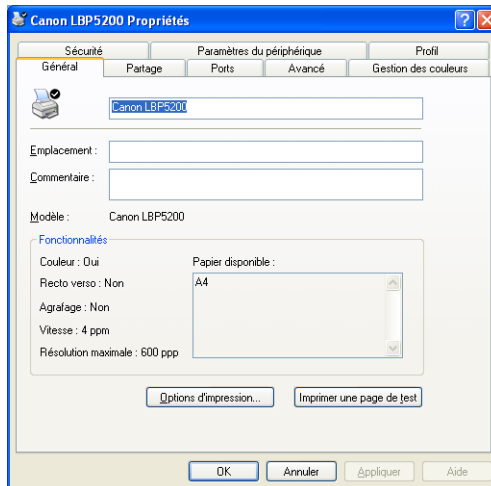 Canon LBP5200 Propriétés
Sécurité Paramètres du périphérique Profil
Général Partage Ports Avancé Gestion des couleurs
Canon LBP5200
Emplacement :
Commentaire :
Modèle : Canon LBP5200
Fonctionnalités
Couleur : Oui Papier disponible :
Recto verso : Non A4
Agrafage : Non
Vitesse : 4 ppm
Résolution maximale : 600 ppp
Options d'impression... Imprimer une page de test
OK Annuler Appliquer Aide